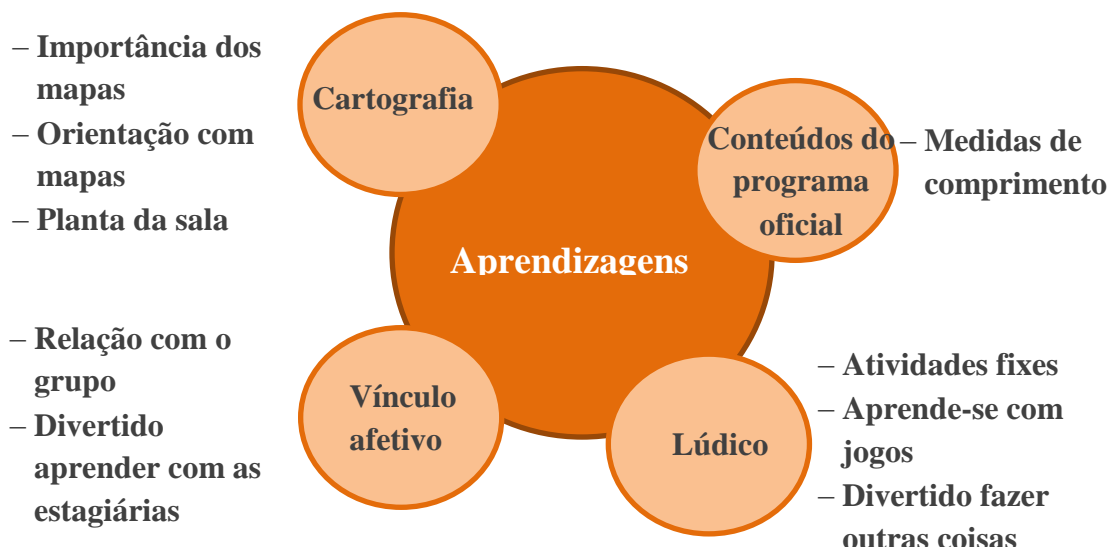 – Importância dos
mapas
– Orientação com
mapas
– Planta da sala
Cartografia
Conteúdos do
programa
oficial
– Medidas de
comprimento
Aprendizagens
– Relação com o
grupo
– Divertido
aprender com as
estagiárias
Vínculo
afetivo
Lúdico
– Atividades fixes
– Aprende-se com
jogos
– Divertido fazer
outras coisas